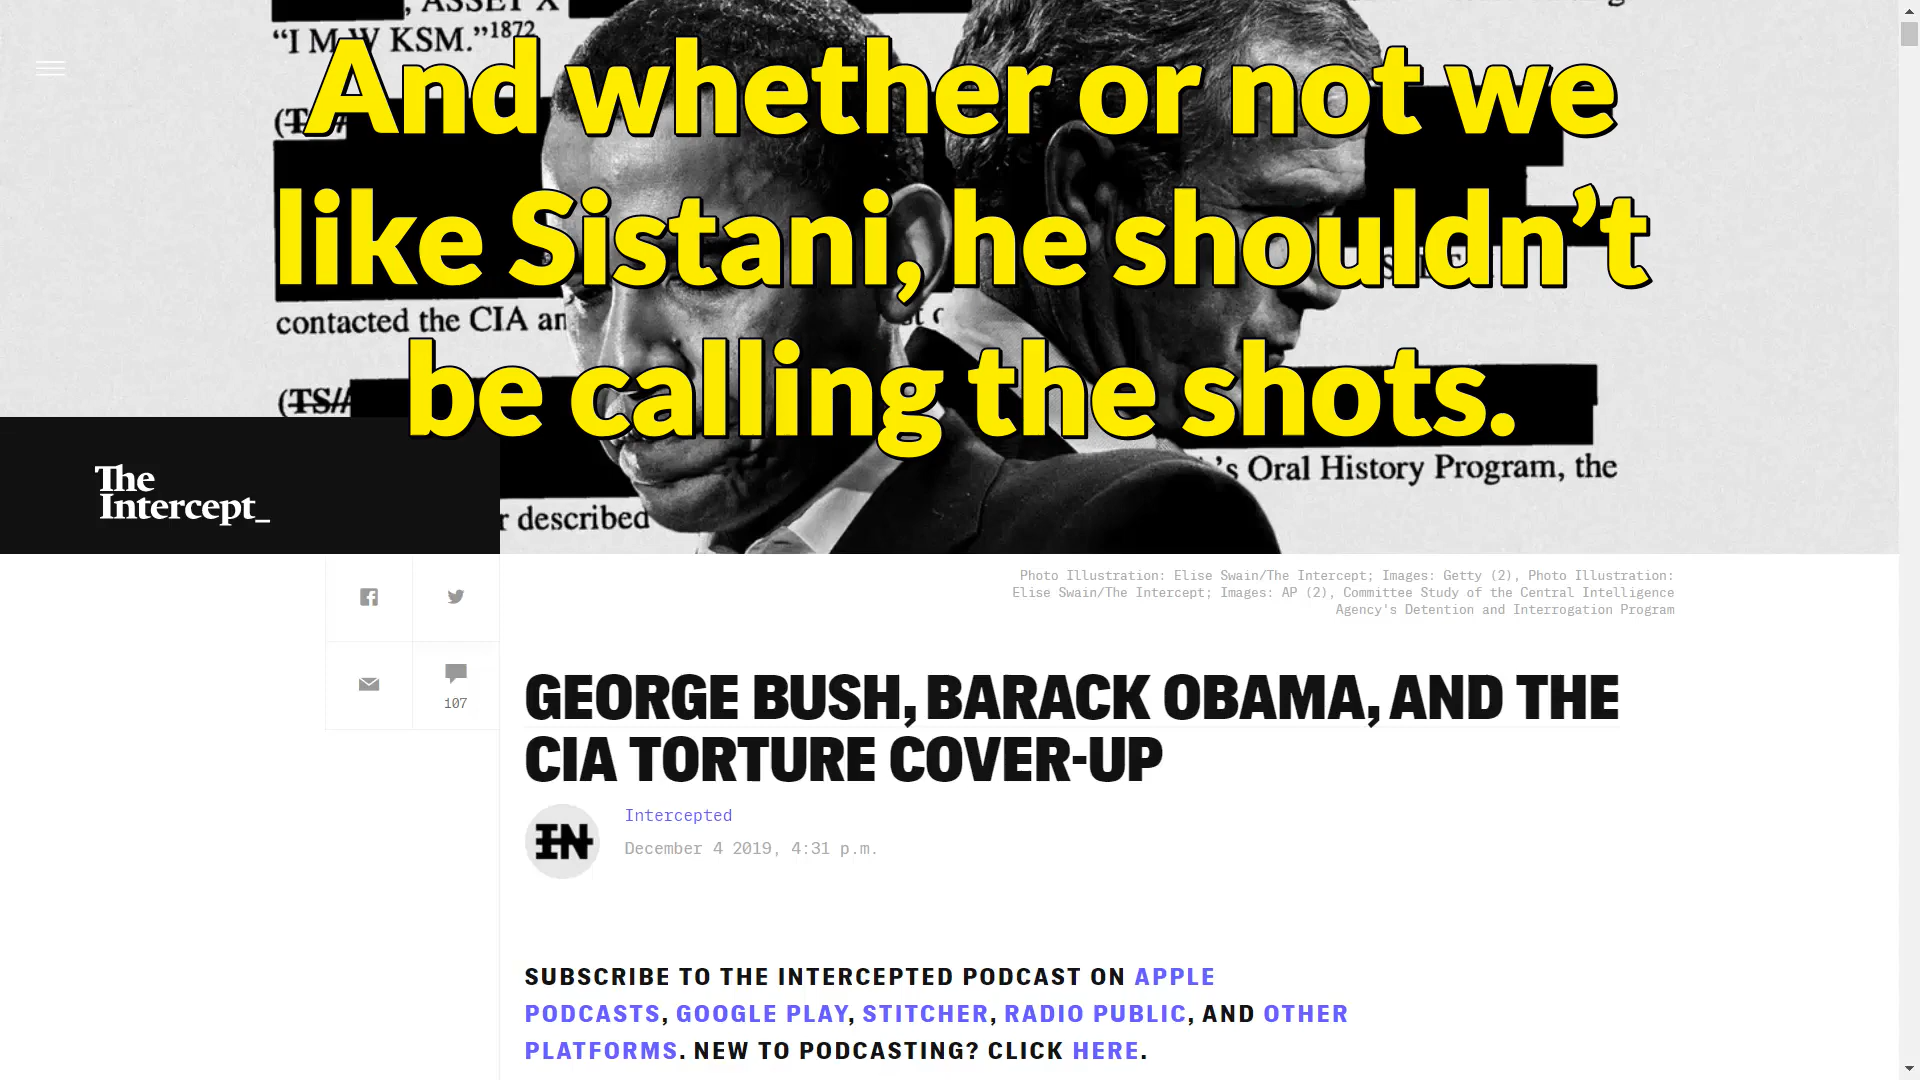 , ASSET X
“I M W KSM.”1872
And whether or not we
like Sistani, he shouldn’t
contacted the CIA an
be calling the shots.
(TS//
’s Oral History Program, the
r described
The
Intercept_
Photo Illustration: Elise Swain/The Intercept; Images: Getty (2), Photo Illustration:
Elise Swain/The Intercept; Images: AP (2), Committee Study of the Central Intelligence
Agency's Detention and Interrogation Program
107
GEORGE BUSH, BARACK OBAMA, AND THE
CIA TORTURE COVER-UP
IN
Intercepted
December 4 2019, 4:31 p.m.
SUBSCRIBE TO THE INTERCEPTED PODCAST ON APPLE
PODCASTS, GOOGLE PLAY, STITCHER, RADIO PUBLIC, AND OTHER
PLATFORMS. NEW TO PODCASTING? CLICK HERE.